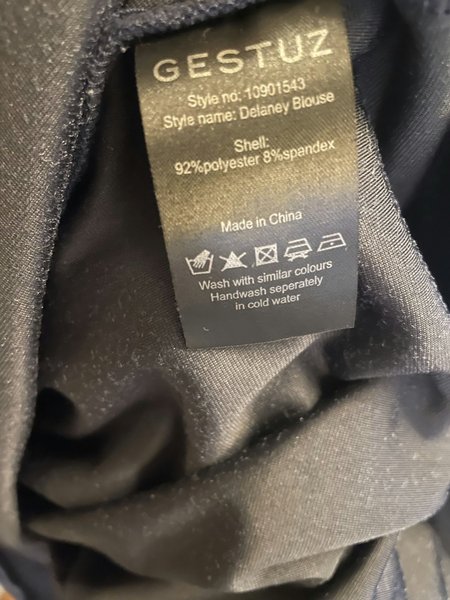 GESTUZ
Style no: 10901543
Style name: Delaney Blouse
Shell:
92%polyester 8%spandex
Made in China
Wash with similar colours
Handwash seperately
in cold water